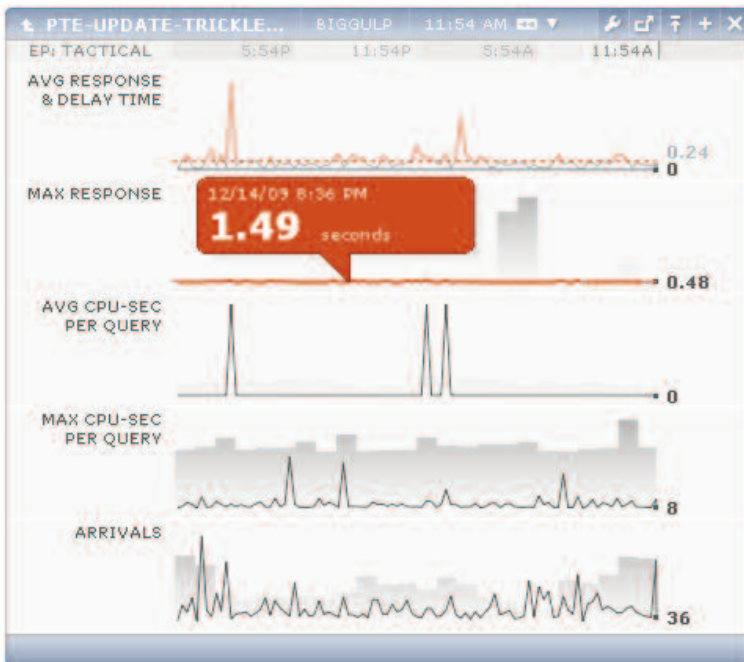 PTE-UPDATE-TRICKLE... BIGGULP 11:54 AM
EP: TACTICAL 5:54P 11:54P 5:54A 11:54A
AVG RESPONSE
& DELAY TIME
0.24
0
MAX RESPONSE
12/14/09 8:36 PM
1.49 seconds
0.48
AVG CPU-SEC
PER QUERY
0
MAX CPU-SEC
PER QUERY
8
ARRIVALS
36